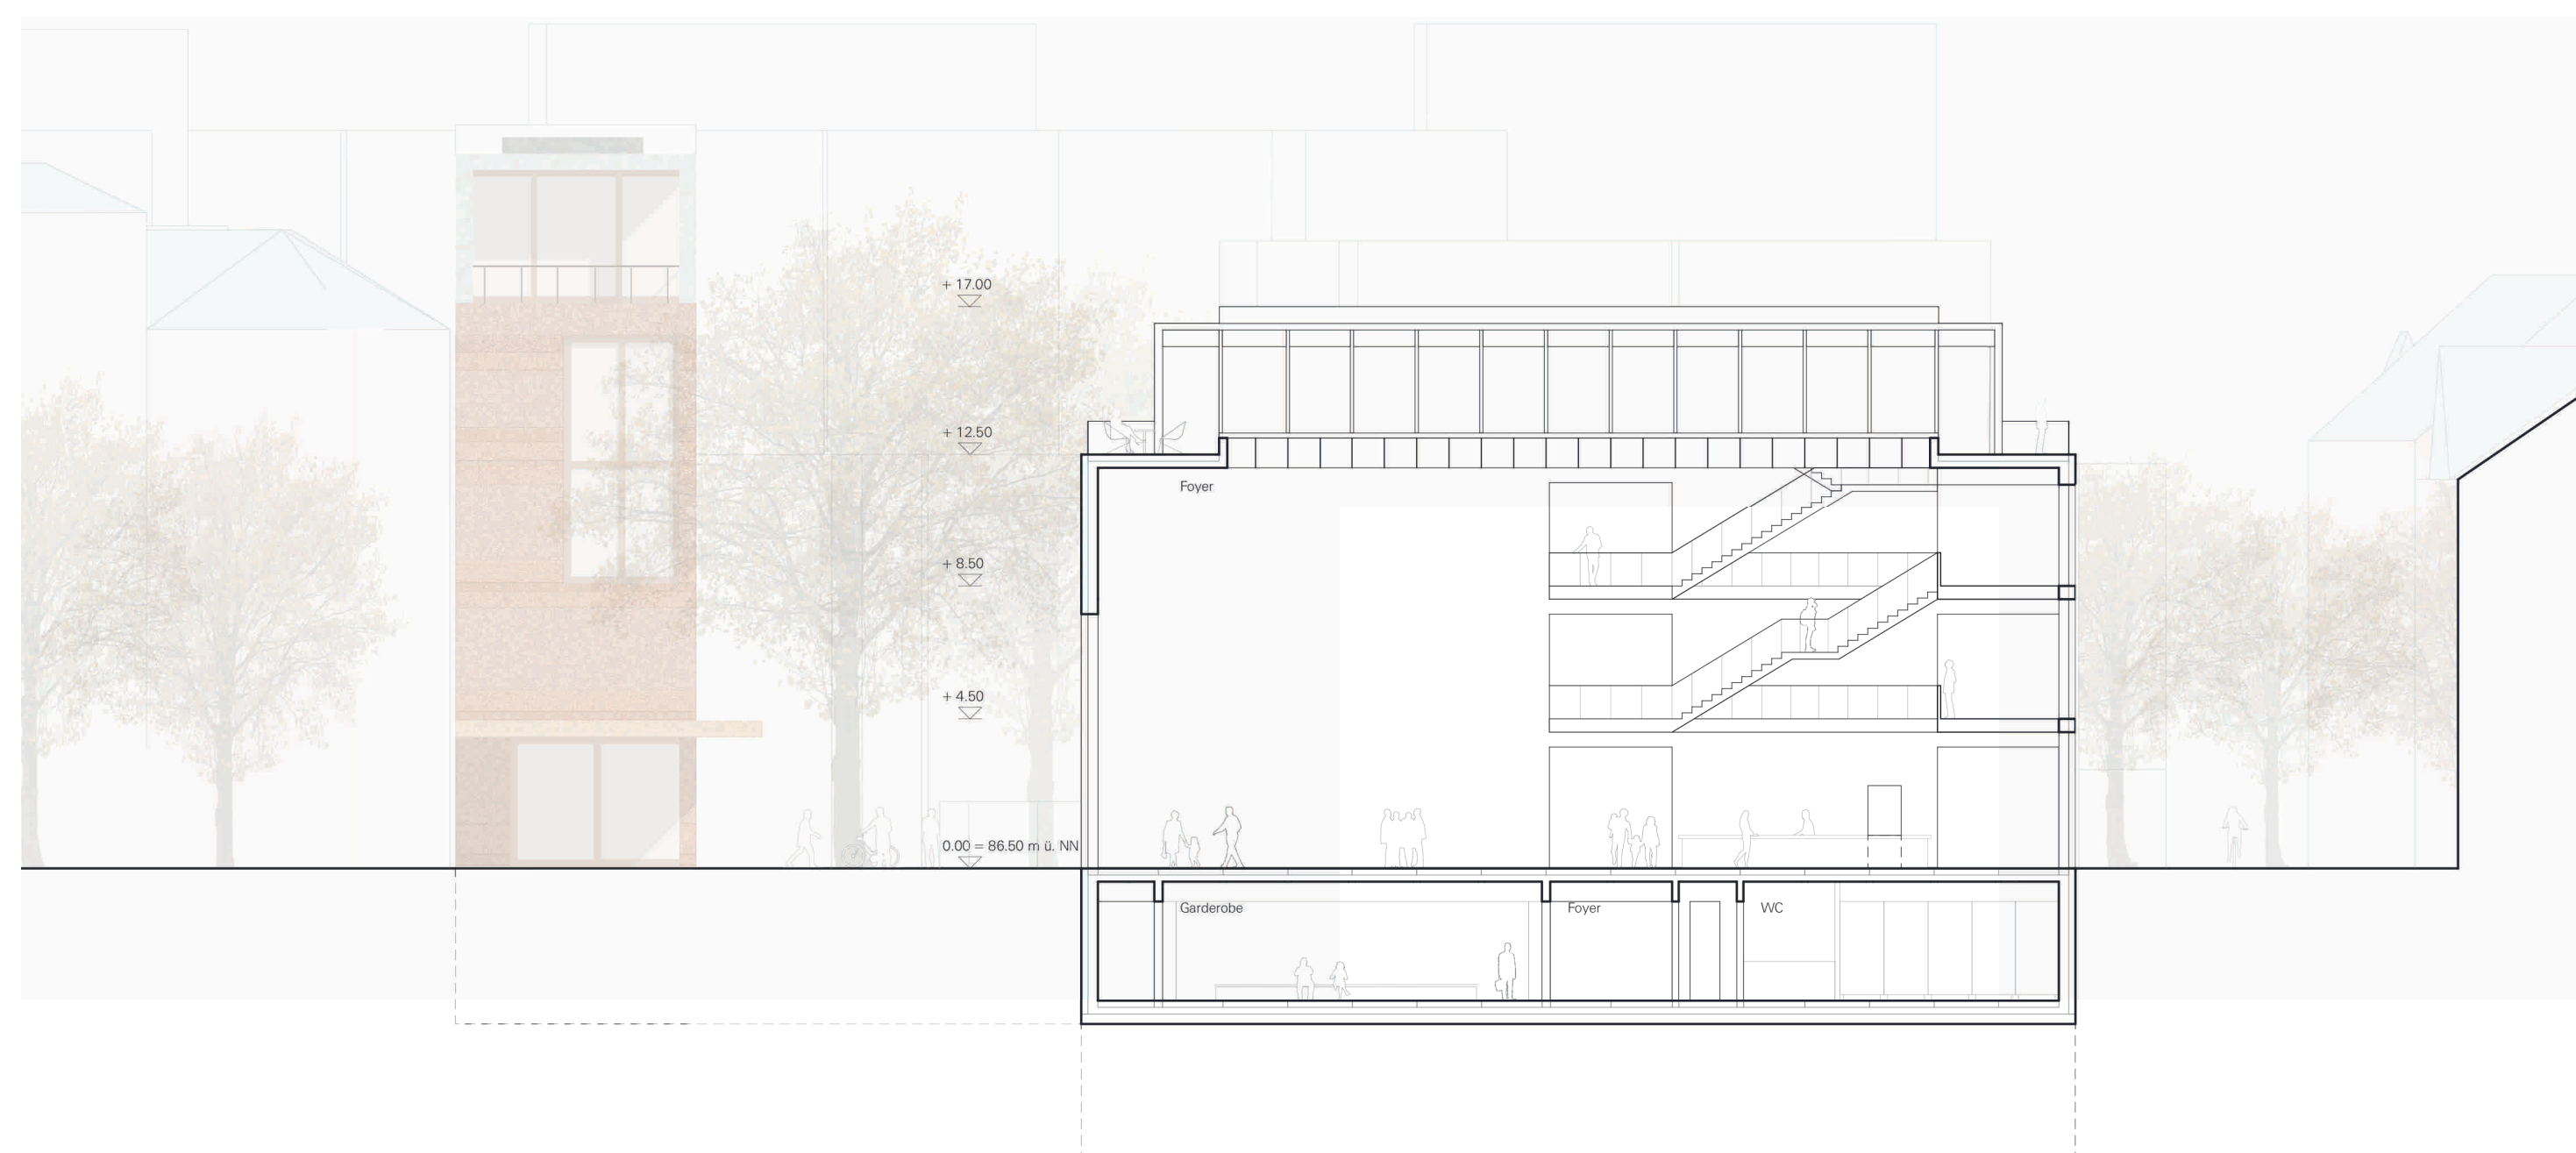 + 17.00
+ 12.50
Foyer
+ 8.50
+ 4.50
0.00 = 86.50 m ü. NN
Garderobe
Foyer
WC